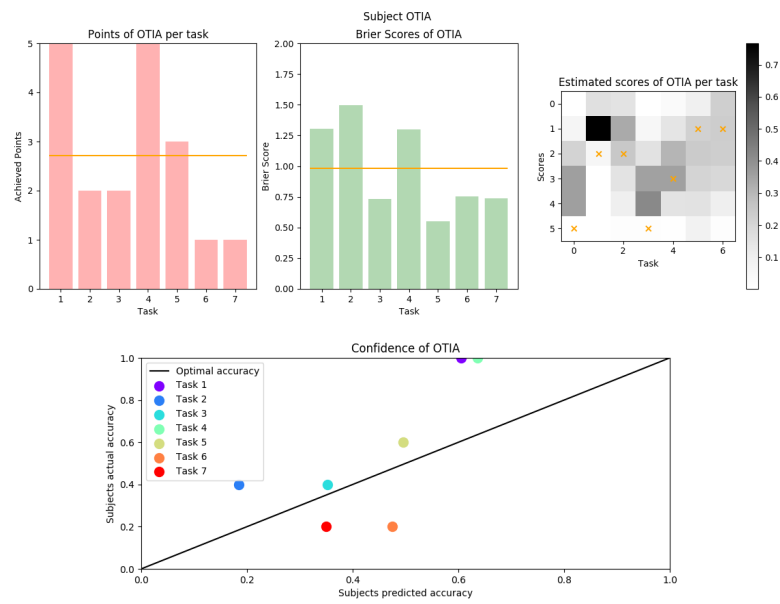 Subject OTIA
Points of OTIA per task
5
4
3
2
1
0
Achieved Points
1 2 3 4 5 6 7
Task
Brier Scores of OTIA
2.00
1.75
1.50
1.25
1.00
0.75
0.50
0.25
0.00
Brier Score
1 2 3 4 5 6 7
Task
Estimated scores of OTIA per task
0
1
2
3
4
5
Scores
0 2 4 6
Task
0.7
0.6
0.5
0.4
0.3
0.2
0.1
Confidence of OTIA
Optimal accuracy
Task 1
Task 2
Task 3
Task 4
Task 5
Task 6
Task 7
1.0
0.8
0.6
0.4
0.2
0.0
Subjects actual accuracy
0.0 0.2 0.4 0.6 0.8 1.0
Subjects predicted accuracy